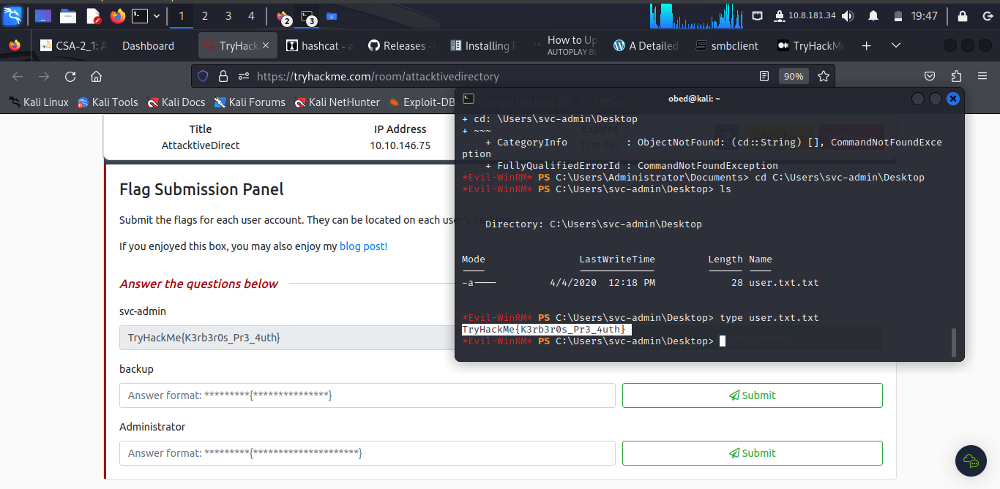 1 2 3 4 2 3 10.8.181.34 19:47
CSA-2_1: A Dashboard TryHack hashcat - a Releases - Installing How to Up A Detailed smbclient TryHackMe
AUTOPLAY BL
https://tryhackme.com/room/attacktivedirectory 90%
Kali Linux Kali Tools Kali Docs Kali Forums Kali NetHunter Exploit-DB Google Hacking DB OffSec
Title IP Address Expires
AttacktiveDirect 10.10.146.75 17m 03s
Flag Submission Panel
Submit the flags for each user account. They can be located on each user's desktop.
If you enjoyed this box, you may also enjoy my blog post!
Answer the questions below
svc-admin
TryHackMe{K3rb3r0s_Pr3_4uth}
backup
Answer format: *********{***************}
Submit
Administrator
Answer format: *********{*********************}
Submit
obed@kali: ~
+ cd: \Users\svc-admin\Desktop
+ ~~~
+ CategoryInfo : ObjectNotFound: (cd::String) [], CommandNotFoundExce
ption
+ FullyQualifiedErrorId : CommandNotFoundException
*Evil-WinRM* PS C:\Users\Administrator\Documents> cd C:\Users\svc-admin\Desktop
*Evil-WinRM* PS C:\Users\svc-admin\Desktop> ls
Directory: C:\Users\svc-admin\Desktop
Mode LastWriteTime Length Name
---- ------------- ------ ----
-a---- 4/4/2020 12:18 PM 28 user.txt.txt
*Evil-WinRM* PS C:\Users\svc-admin\Desktop> type user.txt.txt
TryHackMe{K3rb3r0s_Pr3_4uth}
*Evil-WinRM* PS C:\Users\svc-admin\Desktop>